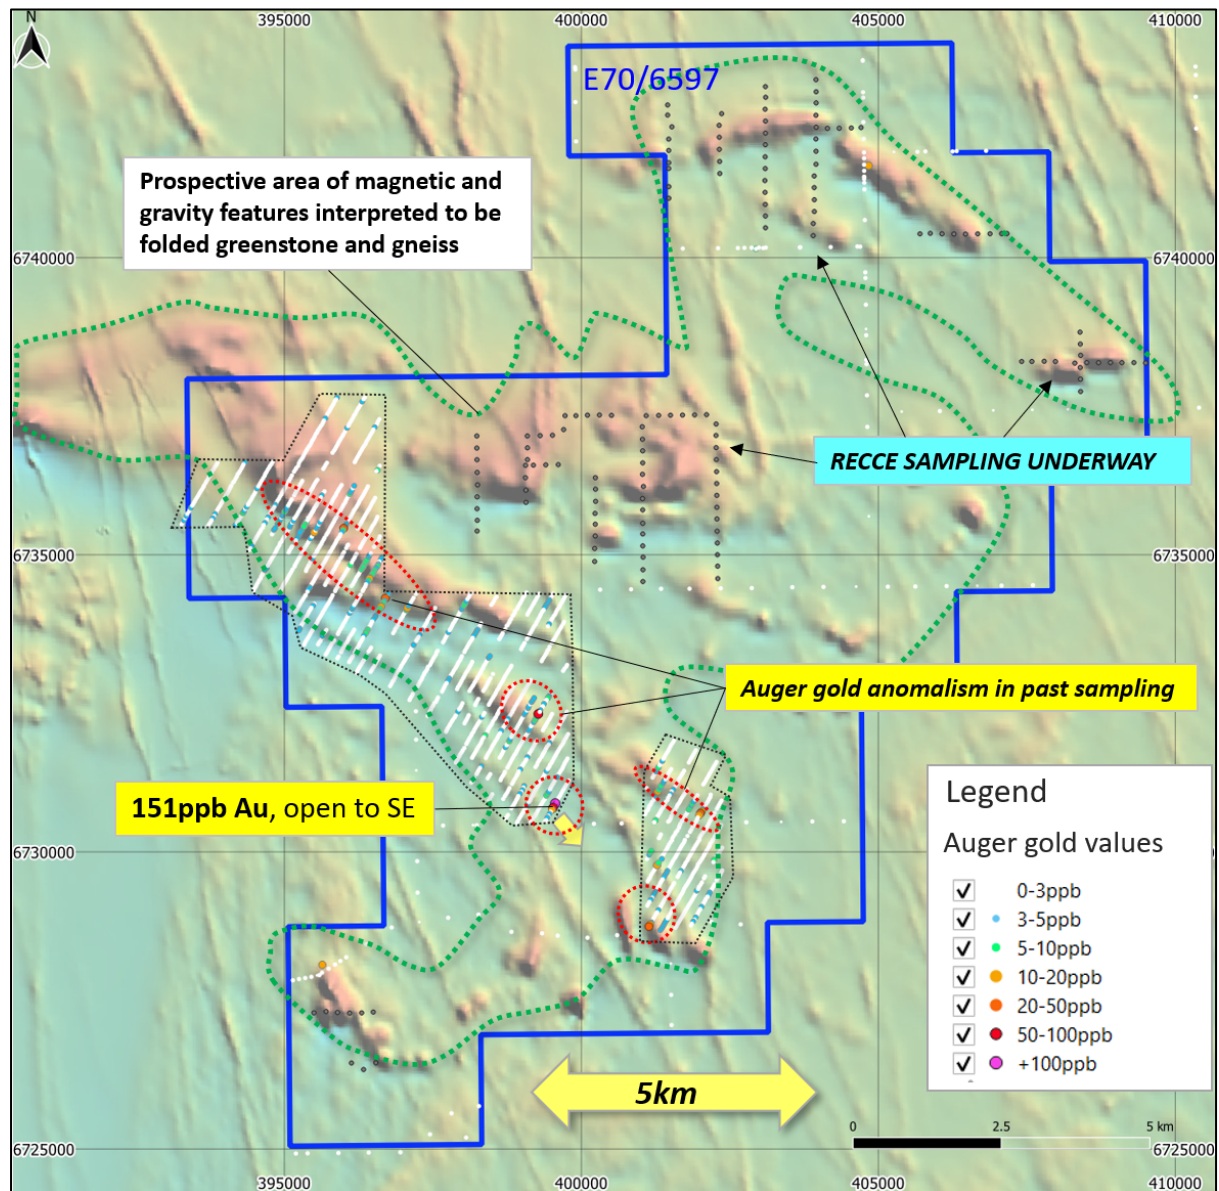 N
395000
400000
405000
410000
E70/6597
Prospective area of magnetic and
gravity features interpreted to be
folded greenstone and gneiss
6740000
6740000
RECCE SAMPLING UNDERWAY
6735000
6735000
Auger gold anomalism in past sampling
151ppb Au, open to SE
6730000
6730000
Legend
Auger gold values
0-3ppb
3-5ppb
5-10ppb
10-20ppb
20-50ppb
50-100ppb
+100ppb
5km
0
2.5
5 km
6725000
6725000
395000
400000
405000
410000